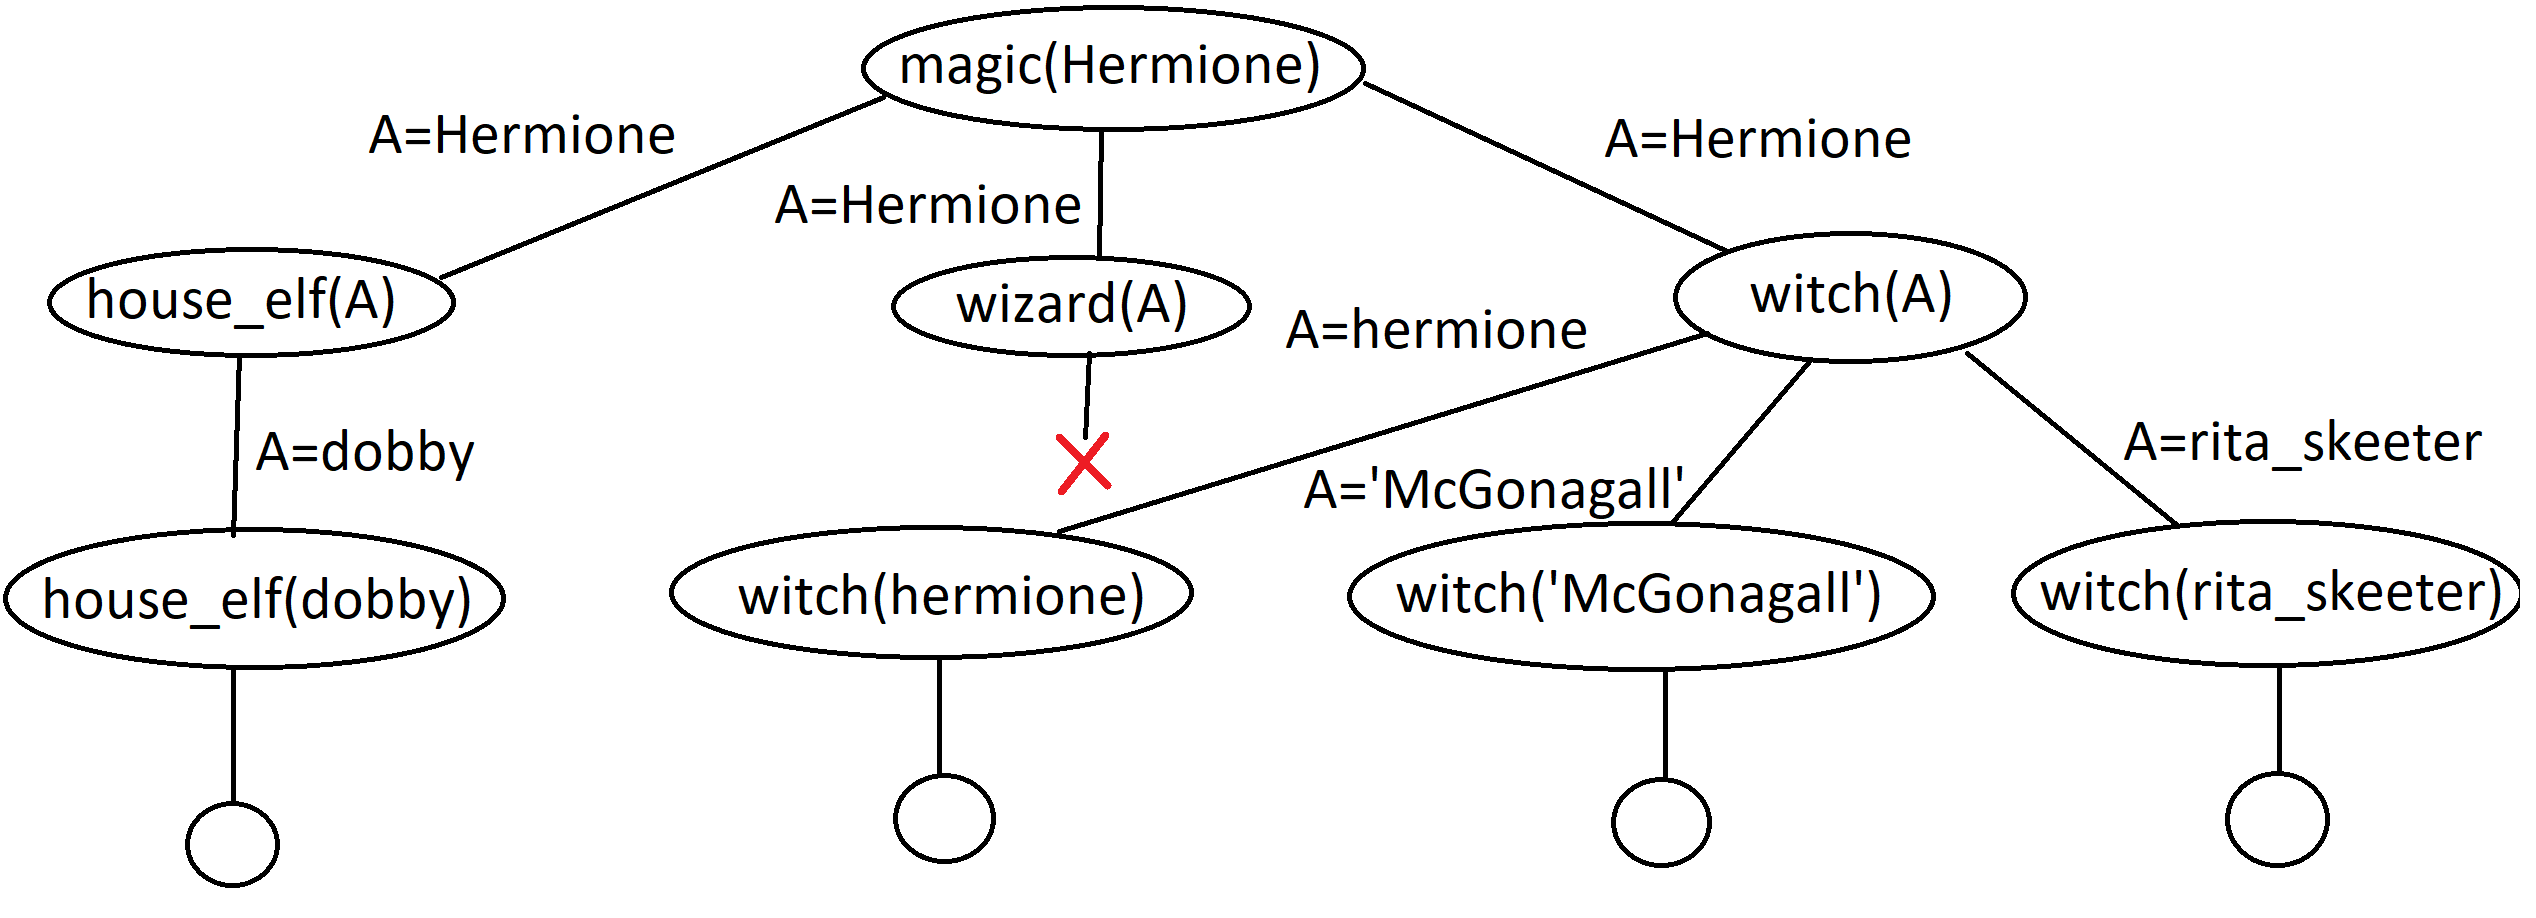 magic(Hermione)
A=Hermione
A=Hermione
A=Hermione
house_elf(A)
wizard(A)
witch(A)
A=hermione
A=dobby
A='McGonagall'
A=rita_skeeter
house_elf(dobby)
witch(hermione)
witch('McGonagall')
witch(rita_skeeter)